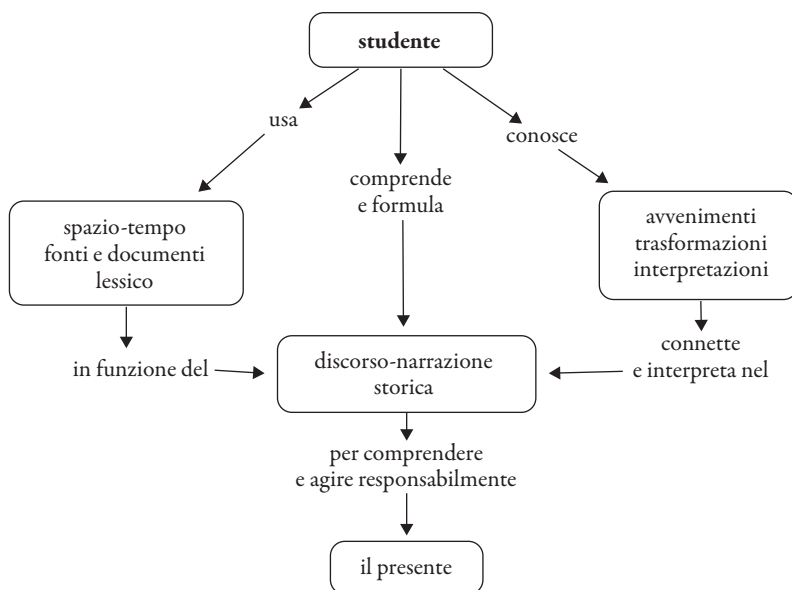 studente
usa
conosce
comprende
e formula
spazio-tempo
fonti e documenti
lessico
avvenimenti
trasformazioni
interpretazioni
in funzione del
discorso-narrazione
storica
connette
e interpreta nel
per comprendere
e agire responsabilmente
il presente